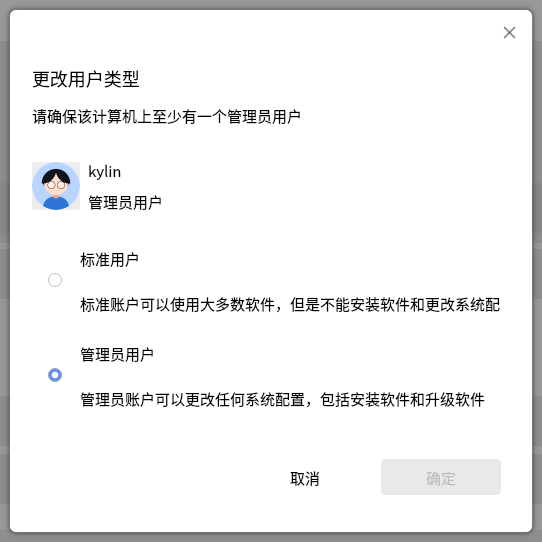 更改用户类型
请确保该计算机上至少有一个管理员用户
kylin
管理员用户
标准用户
标准账户可以使用大多数软件，但是不能安装软件和更改系统配
管理员用户
管理员账户可以更改任何系统配置，包括安装软件和升级软件
取消
确定